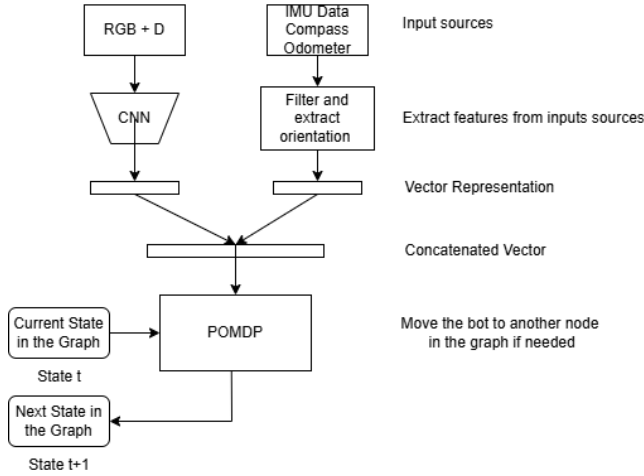 RGB + D
IMU Data
Compass
Odometer
Input sources
CNN
Filter and
extract
orientation
Extract features from inputs sources
Vector Representation
Concatenated Vector
Current State
in the Graph
POMDP
Move the bot to another node
in the graph if needed
State t
Next State in
the Graph
State t+1